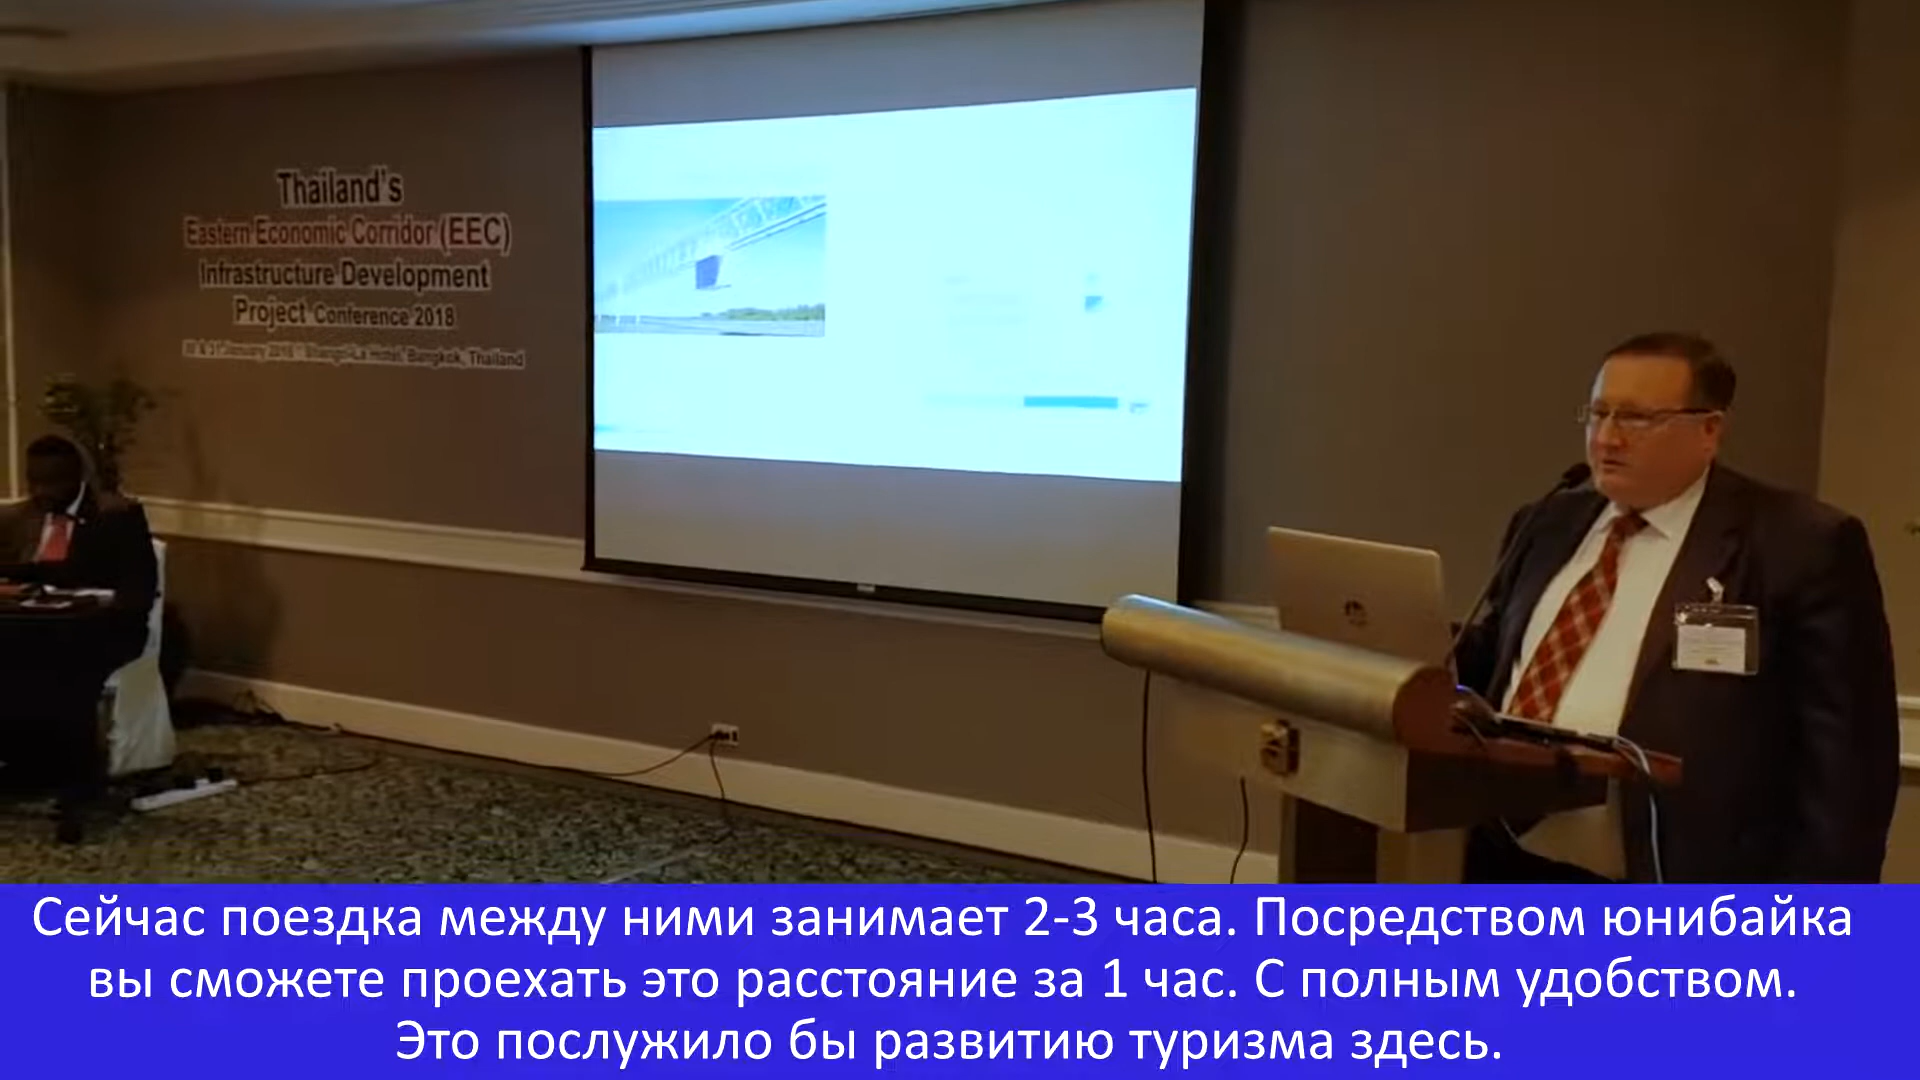 Thailand's
Eastern Economic Corridor (EEC)
Infrastructure Development
Project Conference 2018
January Hotel, Bangkok, Thailand
Сейчас поездка между ними занимает 2-3 часа. Посредством юнибайка
вы сможете проехать это расстояние за 1 час. С полным удобством.
Это послужило бы развитию туризма здесь.